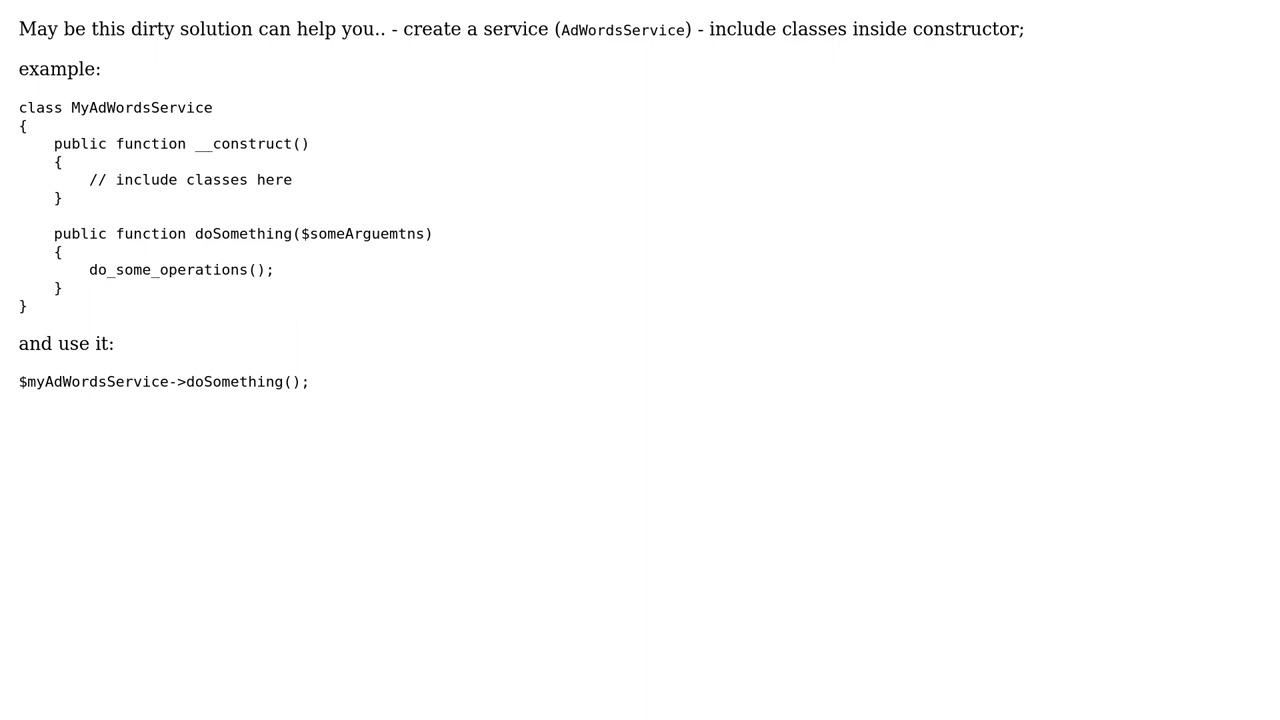 May be this dirty solution can help you.. - create a service (AdWordsService) - include classes inside constructor;
example:
class MyAdWordsService
{
    public function __construct()
    {
        // include classes here
    }

    public function doSomething($someArguemtns)
    {
        do_some_operations();
    }
}
and use it:
$myAdWordsService->doSomething();